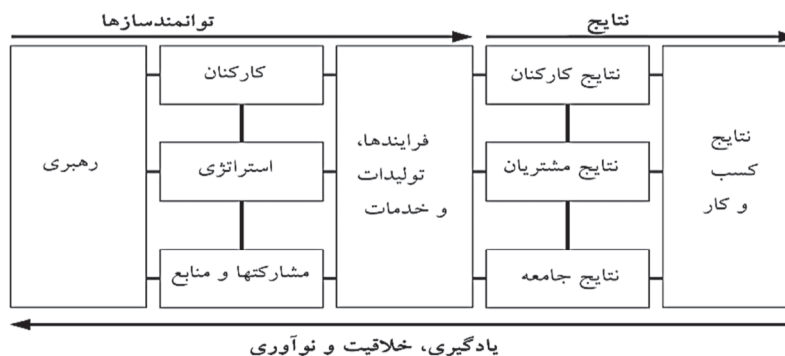 توانمندسازها
نتایج
رهبری
کارکنان
استراتژی
مشارکتها و منابع
فرایندها،
تولیدات
و خدمات
نتایج کارکنان
نتایج مشتریان
نتایج جامعه
نتایج
کسب
و کار
یادگیری، خلاقیت و نوآوری